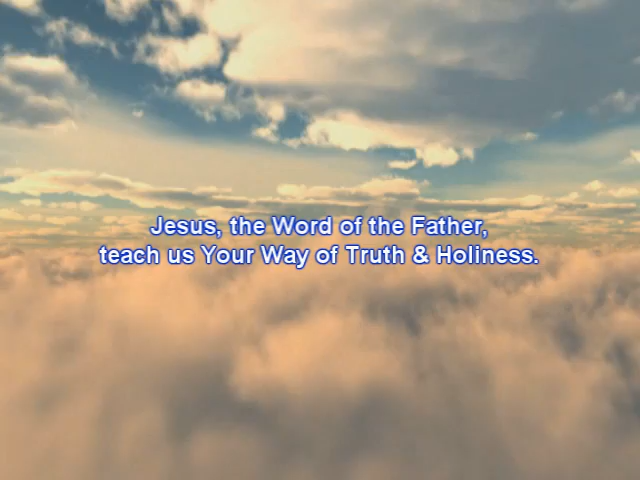 Jesus, the Word of the Father,
teach us Your Way of Truth & Holiness.